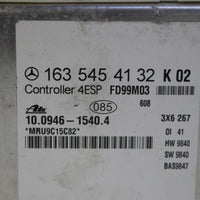 163 545 41 32 K 02
Controller 4ESP FD99M03
608
Ate 085 3X6 267
10.0946-1540.4 DI 41
*MRU9C15C82* HW 9840
SW 9840
BAS9847